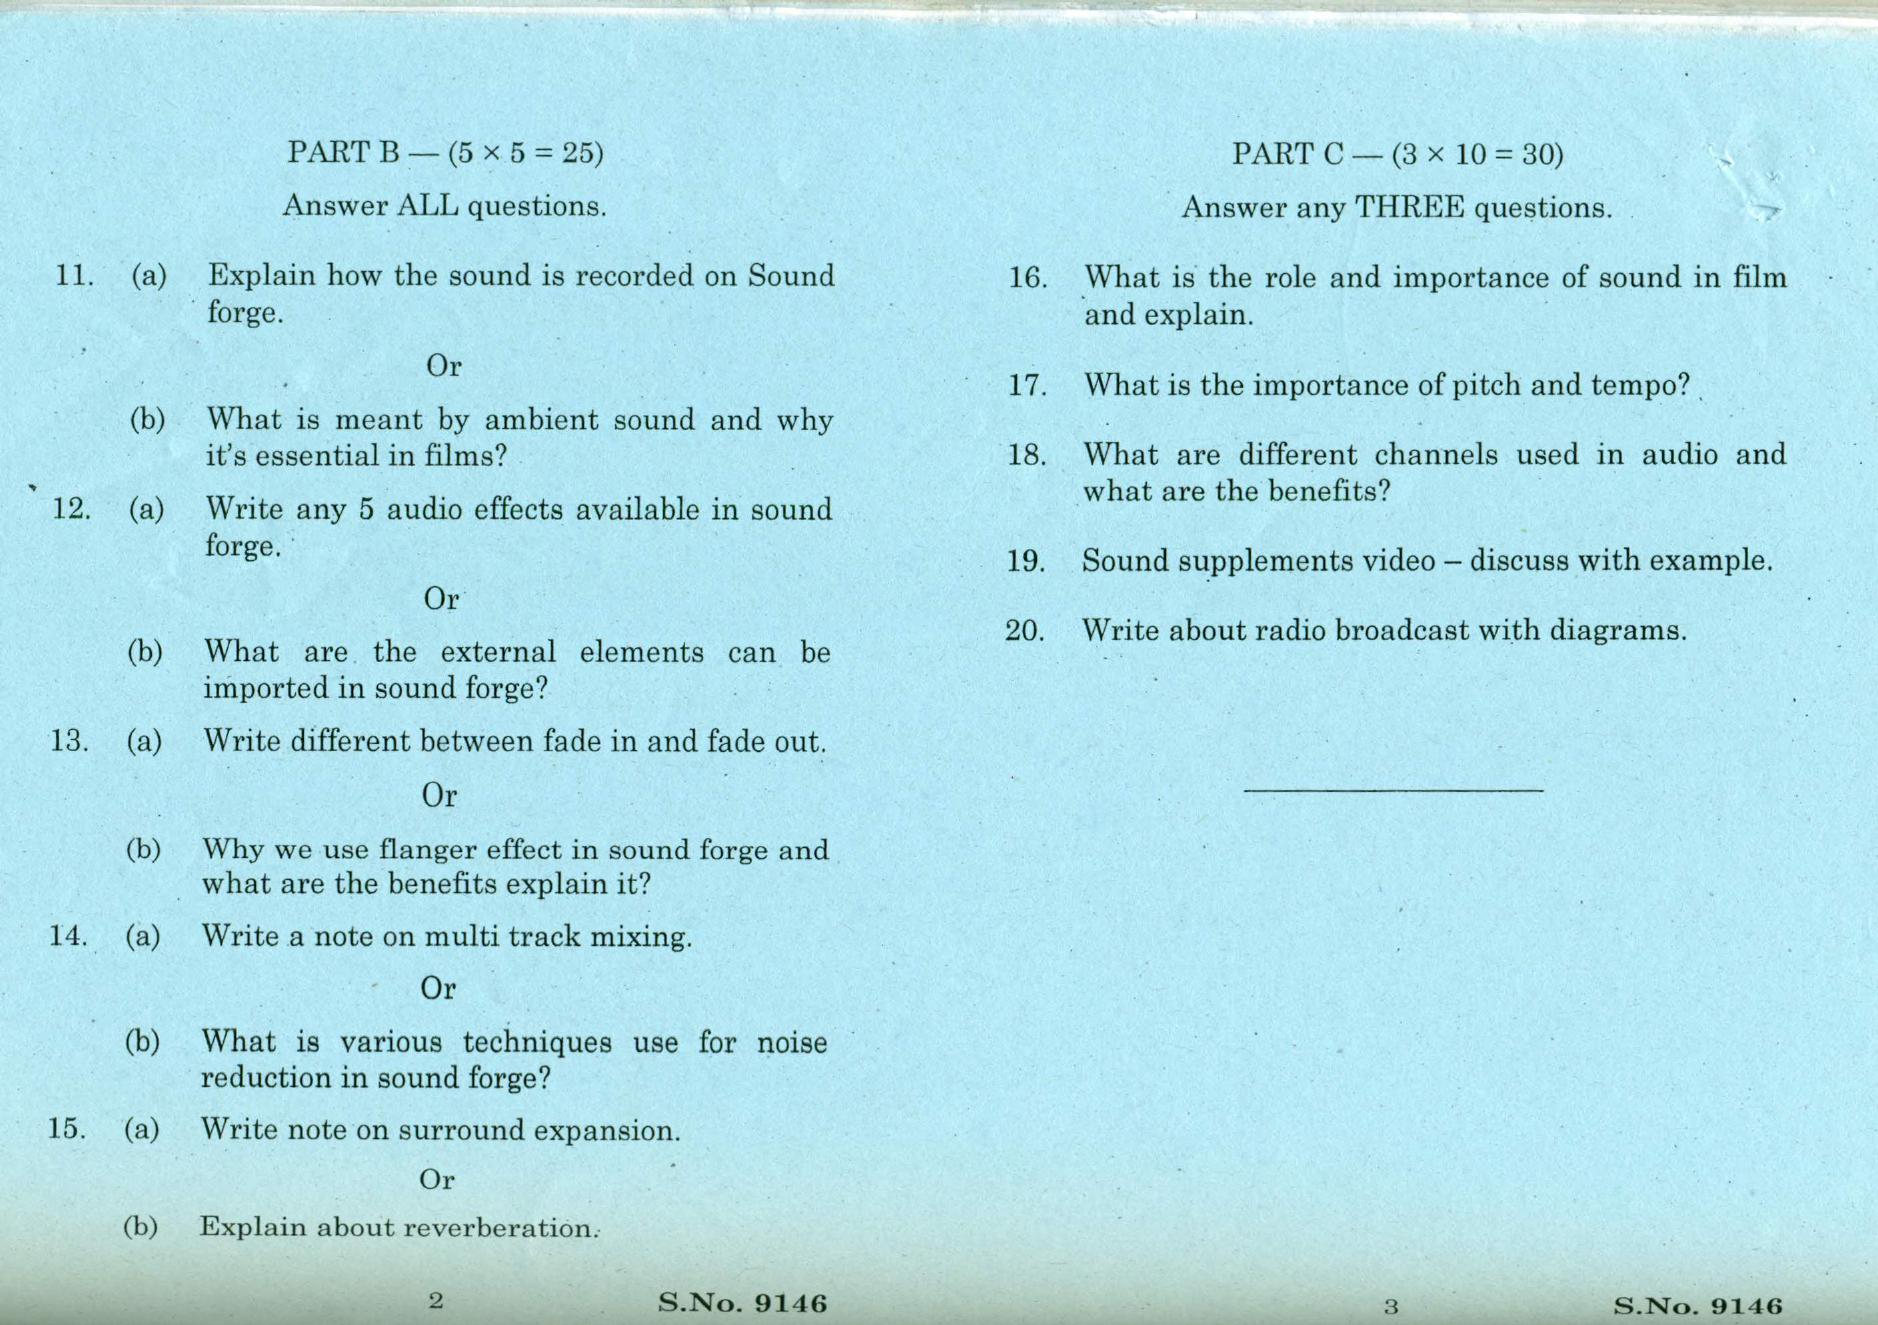 PART B — (5 × 5 = 25)
Answer ALL questions.
11. (a) Explain how the sound is recorded on Sound
forge.
Or
(b) What is meant by ambient sound and why
it's essential in films?
12. (a) Write any 5 audio effects available in sound
forge.
Or
(b) What are the external elements can be
imported in sound forge?
13. (a) Write different between fade in and fade out.
Or
(b) Why we use flanger effect in sound forge and
what are the benefits explain it?
14. (a) Write a note on multi track mixing.
Or
(b) What is various techniques use for noise
reduction in sound forge?
15. (a) Write note on surround expansion.
Or
(b) Explain about reverberation.
2 S.No. 9146
PART C — (3 × 10 = 30)
Answer any THREE questions.
16. What is the role and importance of sound in film
and explain.
17. What is the importance of pitch and tempo?
18. What are different channels used in audio and
what are the benefits?
19. Sound supplements video – discuss with example.
20. Write about radio broadcast with diagrams.
3 S.No. 9146